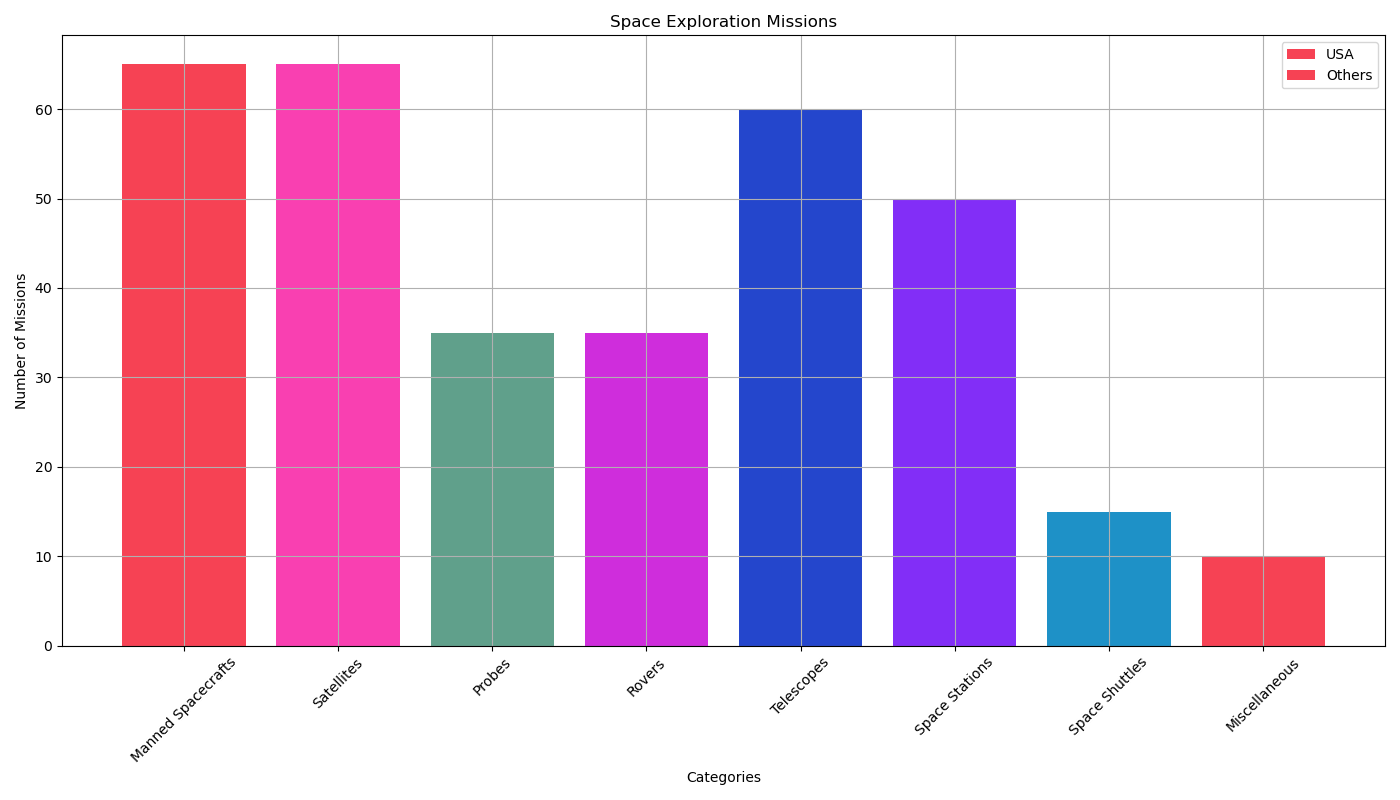 Space Exploration Missions
USA
Others
Number of Missions
60
50
40
30
20
10
0
Manned Spacecrafts
Satellites
Probes
Rovers
Telescopes
Space Stations
Space Shuttles
Miscellaneous
Categories